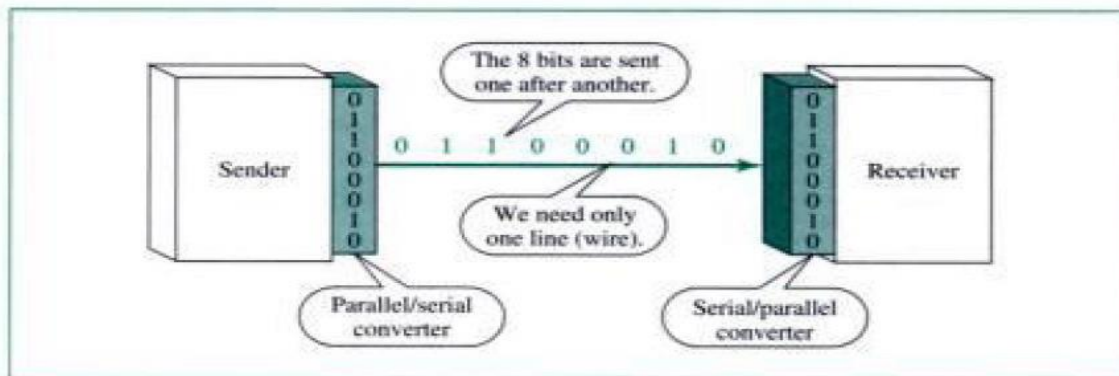 The 8 bits are sent
one after another.
0 1 1 0 0 0 1 0
Sender
0
1
1
0
0
0
1
0
We need only
one line (wire).
0
1
1
0
0
0
1
0
Receiver
Parallel/serial
converter
Serial/parallel
converter